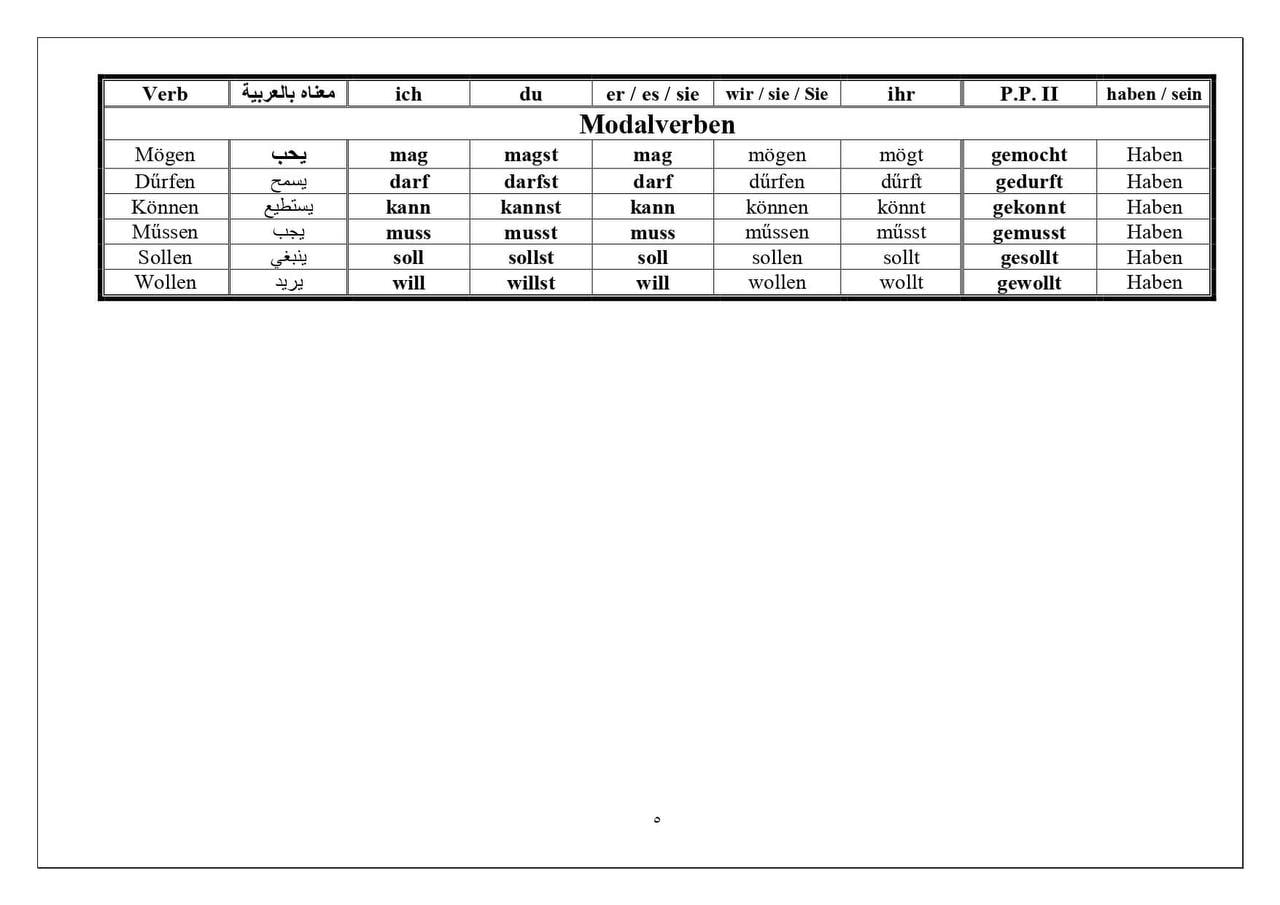 Verb معناه بالعربية ich du er / es / sie wir / sie / Sie ihr P.P. II haben / sein
Modalverben
Mögen يحب mag magst mag mögen mögt gemocht Haben
Dűrfen يسمح darf darfst darf dűrfen dűrft gedurft Haben
Können يستطيع kann kannst kann können könnt gekonnt Haben
Műssen يجب muss musst muss műssen műsst gemusst Haben
Sollen ينبغي soll sollst soll sollen sollt gesollt Haben
Wollen يريد will willst will wollen wollt gewollt Haben
٥